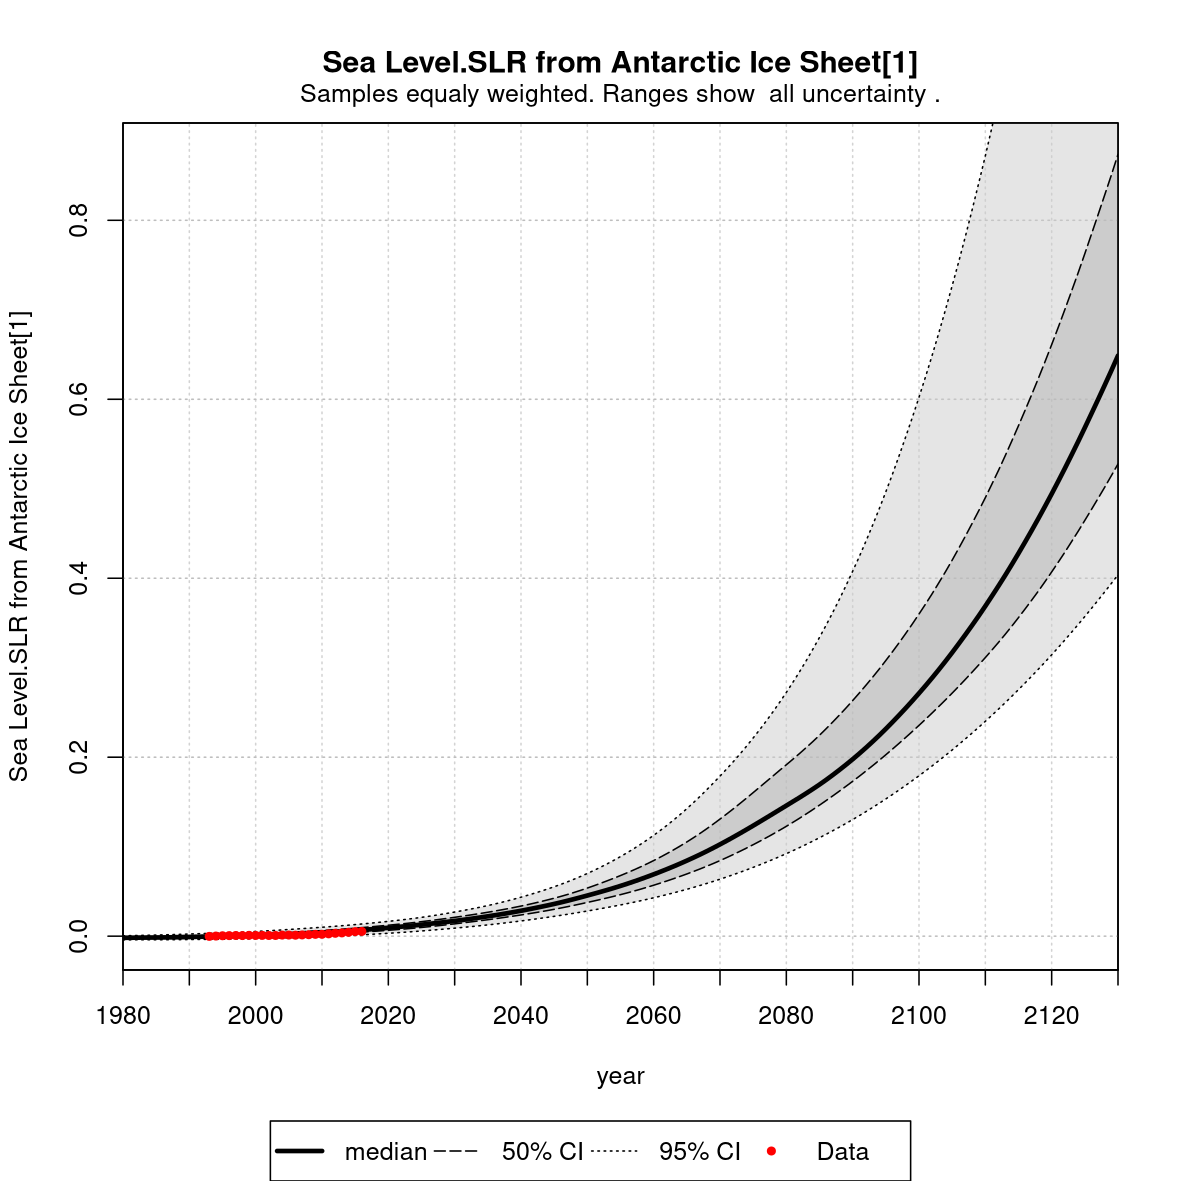 Sea Level.SLR from Antarctic Ice Sheet[1]
Samples equaly weighted. Ranges show  all uncertainty .
Sea Level.SLR from Antarctic Ice Sheet[1]
0.8
0.6
0.4
0.2
0.0
1980 2000 2020 2040 2060 2080 2100 2120
year
median 50% CI 95% CI Data